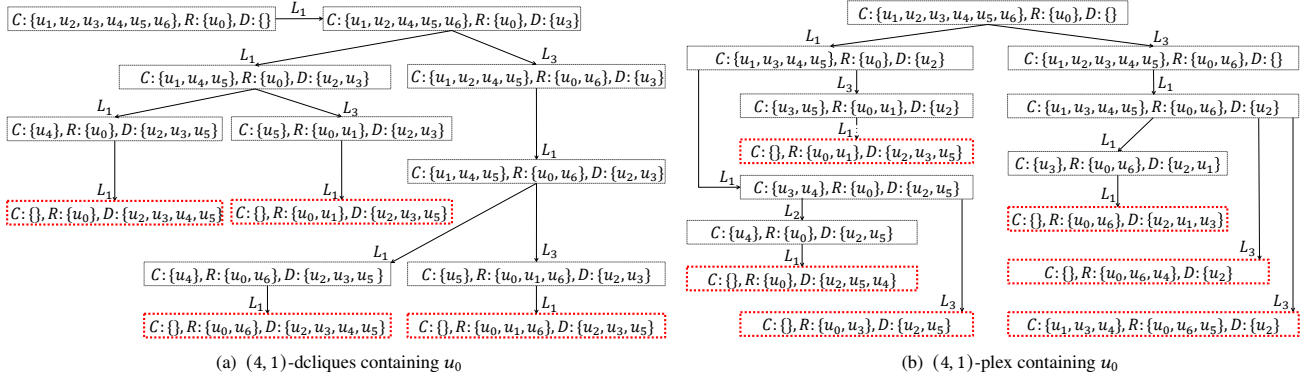 C:{u₁, u₂, u₃, u₄, u₅, u₆}, R:{u₀}, D:{}
L₁
C:{u₁, u₂, u₄, u₅, u₆}, R:{u₀}, D:{u₃}
L₁
L₃
C:{u₁, u₄, u₅}, R:{u₀}, D:{u₂, u₃}
C:{u₁, u₂, u₄, u₅}, R:{u₀, u₆}, D:{u₃}
L₁
L₃
C:{u₄}, R:{u₀}, D:{u₂, u₃, u₅}
C:{u₅}, R:{u₀, u₁}, D:{u₂, u₃}
L₁
C:{u₁, u₄, u₅}, R:{u₀, u₆}, D:{u₂, u₃}
L₁
L₁
C:{}, R:{u₀}, D:{u₂, u₃, u₄, u₅}
C:{}, R:{u₀, u₁}, D:{u₂, u₃, u₅}
L₁
L₃
C:{u₄}, R:{u₀, u₆}, D:{u₂, u₃, u₅}
C:{u₅}, R:{u₀, u₁, u₆}, D:{u₂, u₃}
L₁
L₁
C:{}, R:{u₀, u₆}, D:{u₂, u₃, u₄, u₅}
C:{}, R:{u₀, u₁, u₆}, D:{u₂, u₃, u₅}
(a) (4, 1)-dcliques containing u₀
C:{u₁, u₂, u₃, u₄, u₅, u₆}, R:{u₀}, D:{}
L₁
L₃
C:{u₁, u₃, u₄, u₅}, R:{u₀}, D:{u₂}
C:{u₁, u₂, u₃, u₄, u₅}, R:{u₀, u₆}, D:{}
L₃
L₁
C:{u₃, u₅}, R:{u₀, u₁}, D:{u₂}
C:{u₁, u₃, u₄, u₅}, R:{u₀, u₆}, D:{u₂}
L₁
L₁
C:{}, R:{u₀, u₁}, D:{u₂, u₃, u₅}
C:{u₃}, R:{u₀, u₆}, D:{u₂, u₁}
L₁
C:{u₃, u₄}, R:{u₀}, D:{u₂, u₅}
L₁
L₂
C:{}, R:{u₀, u₆}, D:{u₂, u₁, u₃}
C:{u₄}, R:{u₀}, D:{u₂, u₅}
L₁
L₃
C:{}, R:{u₀}, D:{u₂, u₅, u₄}
C:{}, R:{u₀, u₆, u₄}, D:{u₂}
L₃
L₃
C:{}, R:{u₀, u₃}, D:{u₂, u₅}
C:{u₁, u₃, u₄}, R:{u₀, u₆, u₅}, D:{u₂}
(b) (4, 1)-plex containing u₀